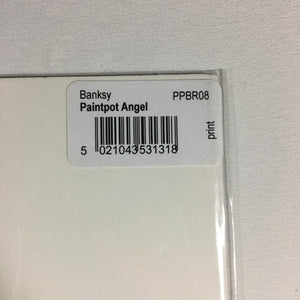 Banksy PPBR08
Paintpot Angel
5 021043 531318
print